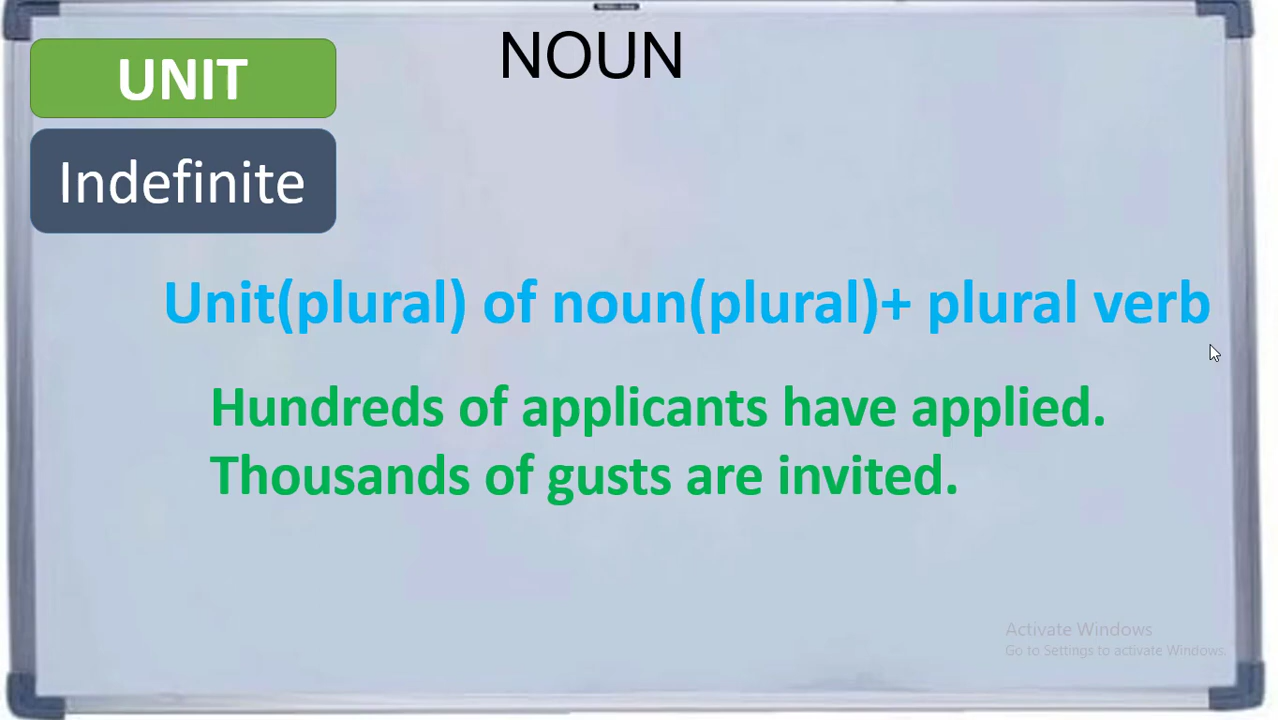 NOUN
UNIT
Indefinite
Unit(plural) of noun(plural)+ plural verb
Hundreds of applicants have applied.
Thousands of gusts are invited.
Activate Windows
Go to Settings to activate Windows.